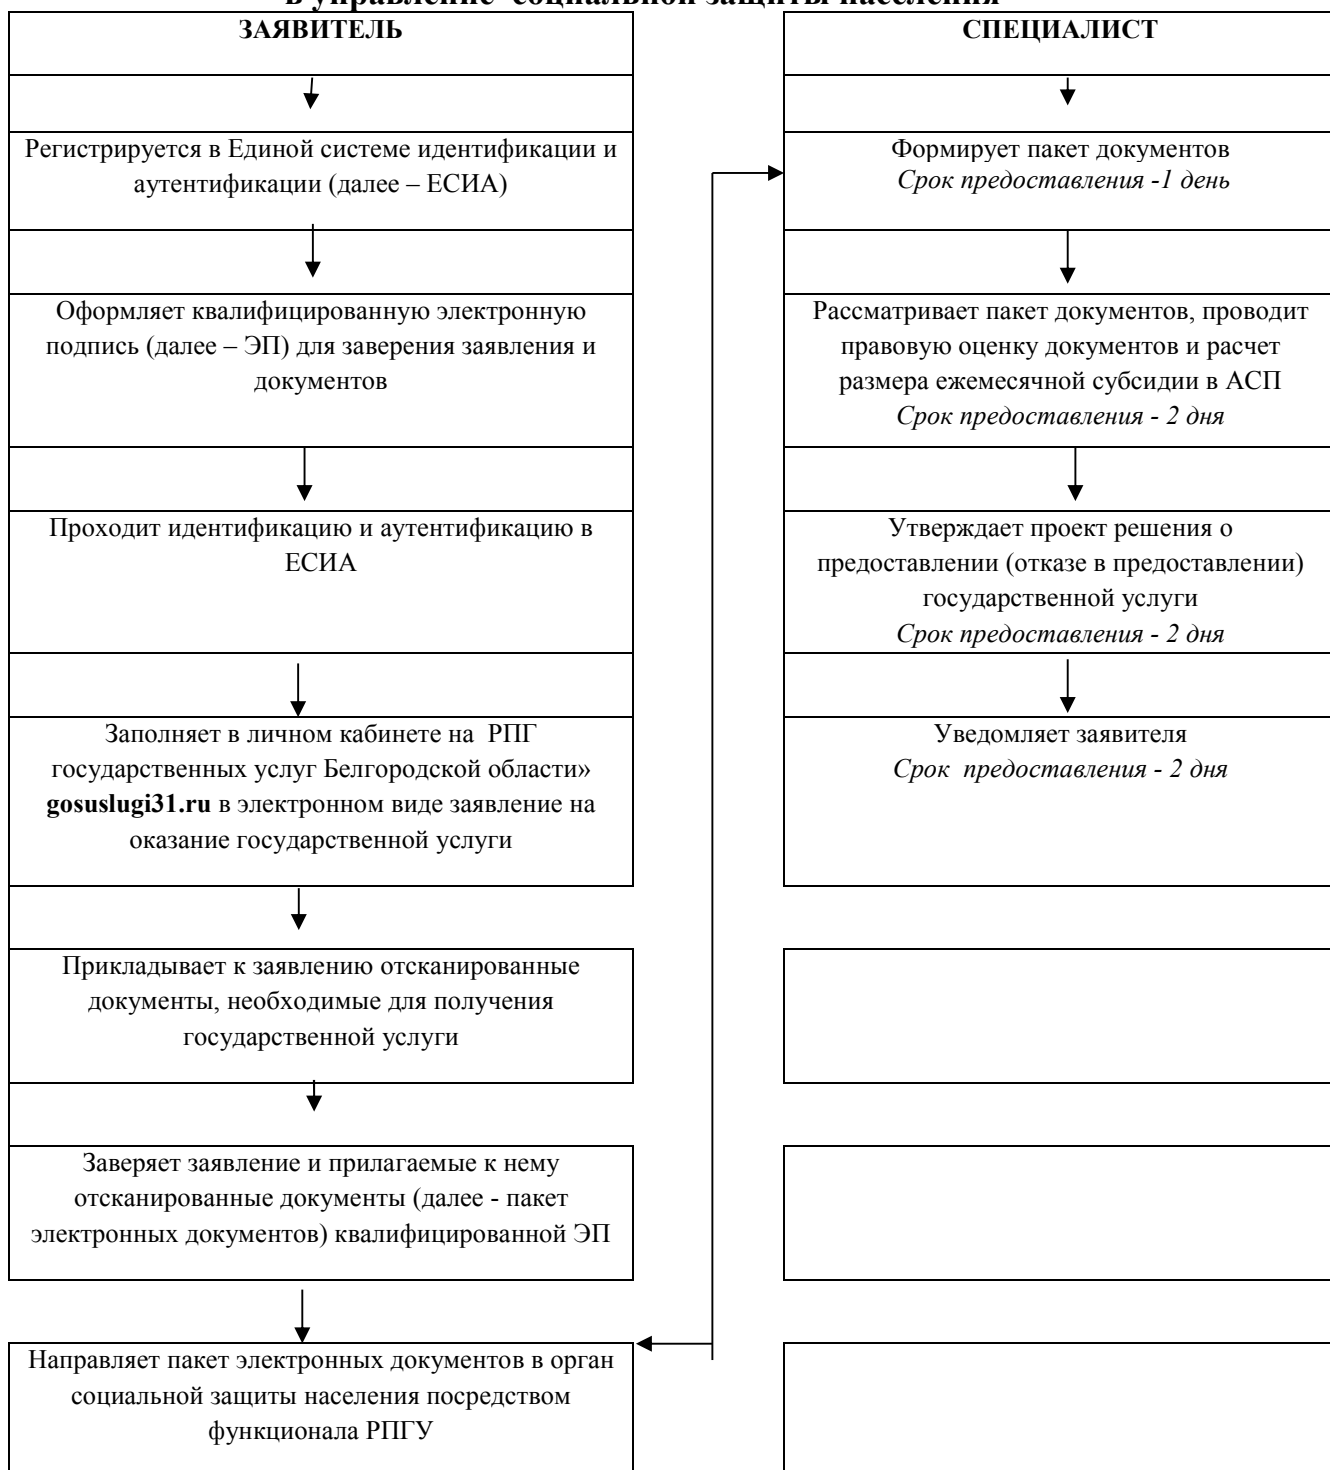 в управление социальной защиты населения
ЗАЯВИТЕЛЬ
Регистрируется в Единой системе идентификации и
аутентификации (далее – ЕСИА)
Оформляет квалифицированную электронную
подпись (далее – ЭП) для заверения заявления и
документов
Проходит идентификацию и аутентификацию в
ЕСИА
Заполняет в личном кабинете на РПГ
государственных услуг Белгородской области»
gosuslugi31.ru в электронном виде заявление на
оказание государственной услуги
Прикладывает к заявлению отсканированные
документы, необходимые для получения
государственной услуги
Заверяет заявление и прилагаемые к нему
отсканированные документы (далее - пакет
электронных документов) квалифицированной ЭП
Направляет пакет электронных документов в орган
социальной защиты населения посредством
функционала РПГУ
СПЕЦИАЛИСТ
Формирует пакет документов
Срок предоставления -1 день
Рассматривает пакет документов, проводит
правовую оценку документов и расчет
размера ежемесячной субсидии в АСП
Срок предоставления - 2 дня
Утверждает проект решения о
предоставлении (отказе в предоставлении)
государственной услуги
Срок предоставления - 2 дня
Уведомляет заявителя
Срок предоставления - 2 дня